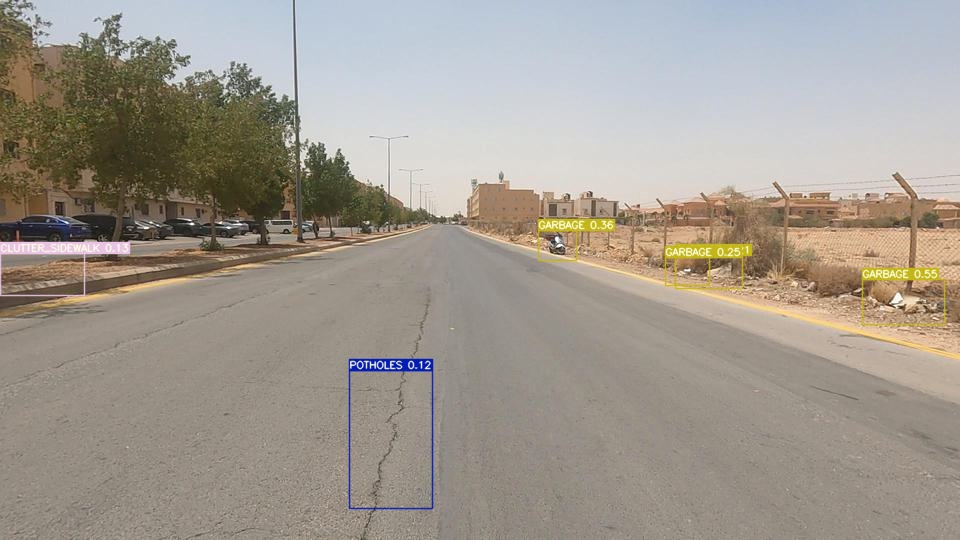 GARBAGE 0.36
CLUTTER_SIDEWALK 0.13
GARBAGE 0.25
GARBAGE 0.55
POTHOLES 0.12